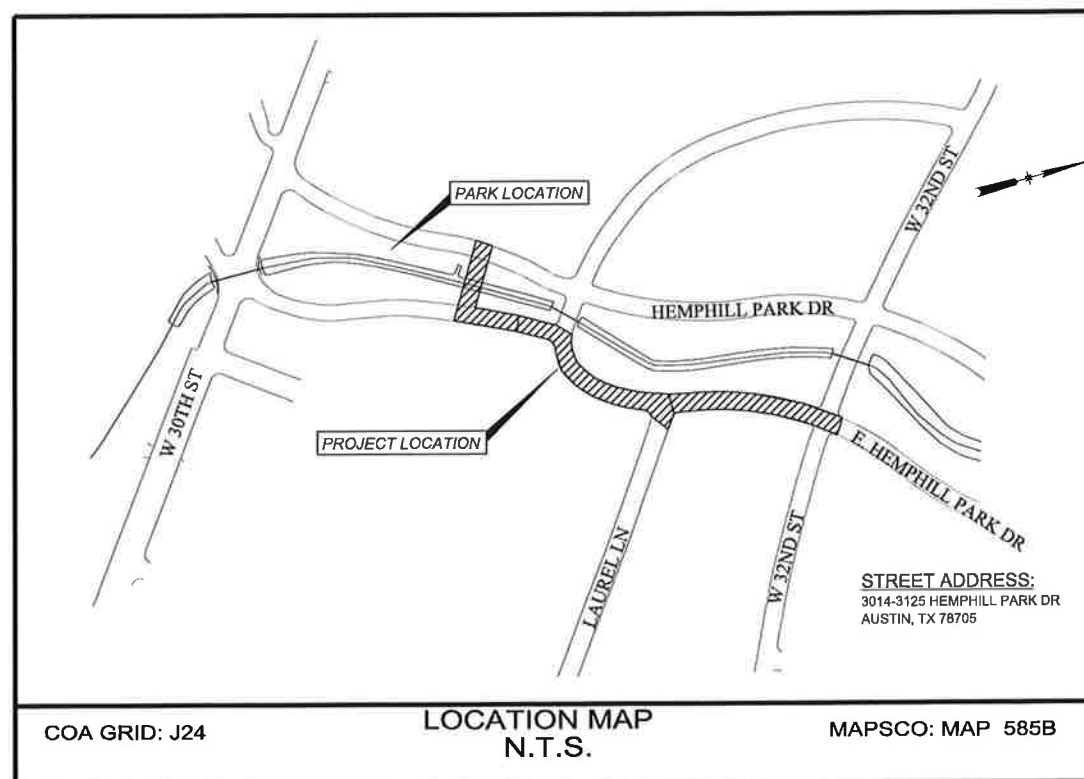 PARK LOCATION
W 32ND ST
HEMPHILL PARK DR
W 30TH ST
PROJECT LOCATION
E. HEMPHILL PARK DR
LAUREL LN
W 32ND ST
STREET ADDRESS:
3014-3125 HEMPHILL PARK DR
AUSTIN, TX 78705
COA GRID: J24
LOCATION MAP
N.T.S.
MAPSCO: MAP 585B